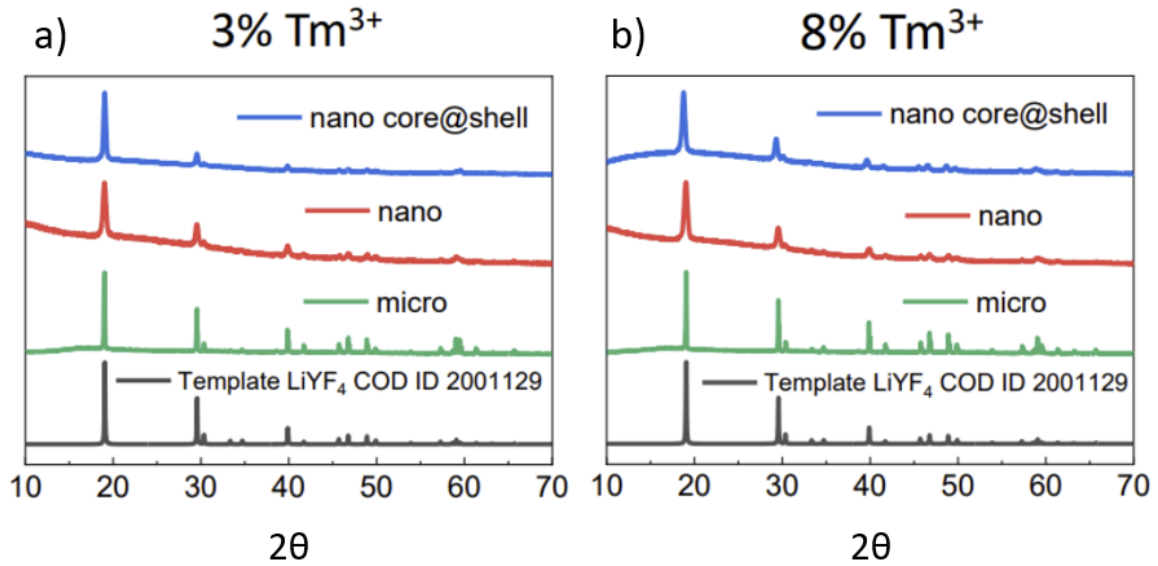 a) 3% Tm³⁺
nano core@shell
nano
micro
Template LiYF₄ COD ID 2001129
10 20 30 40 50 60 70
2θ
b) 8% Tm³⁺
nano core@shell
nano
micro
Template LiYF₄ COD ID 2001129
10 20 30 40 50 60 70
2θ